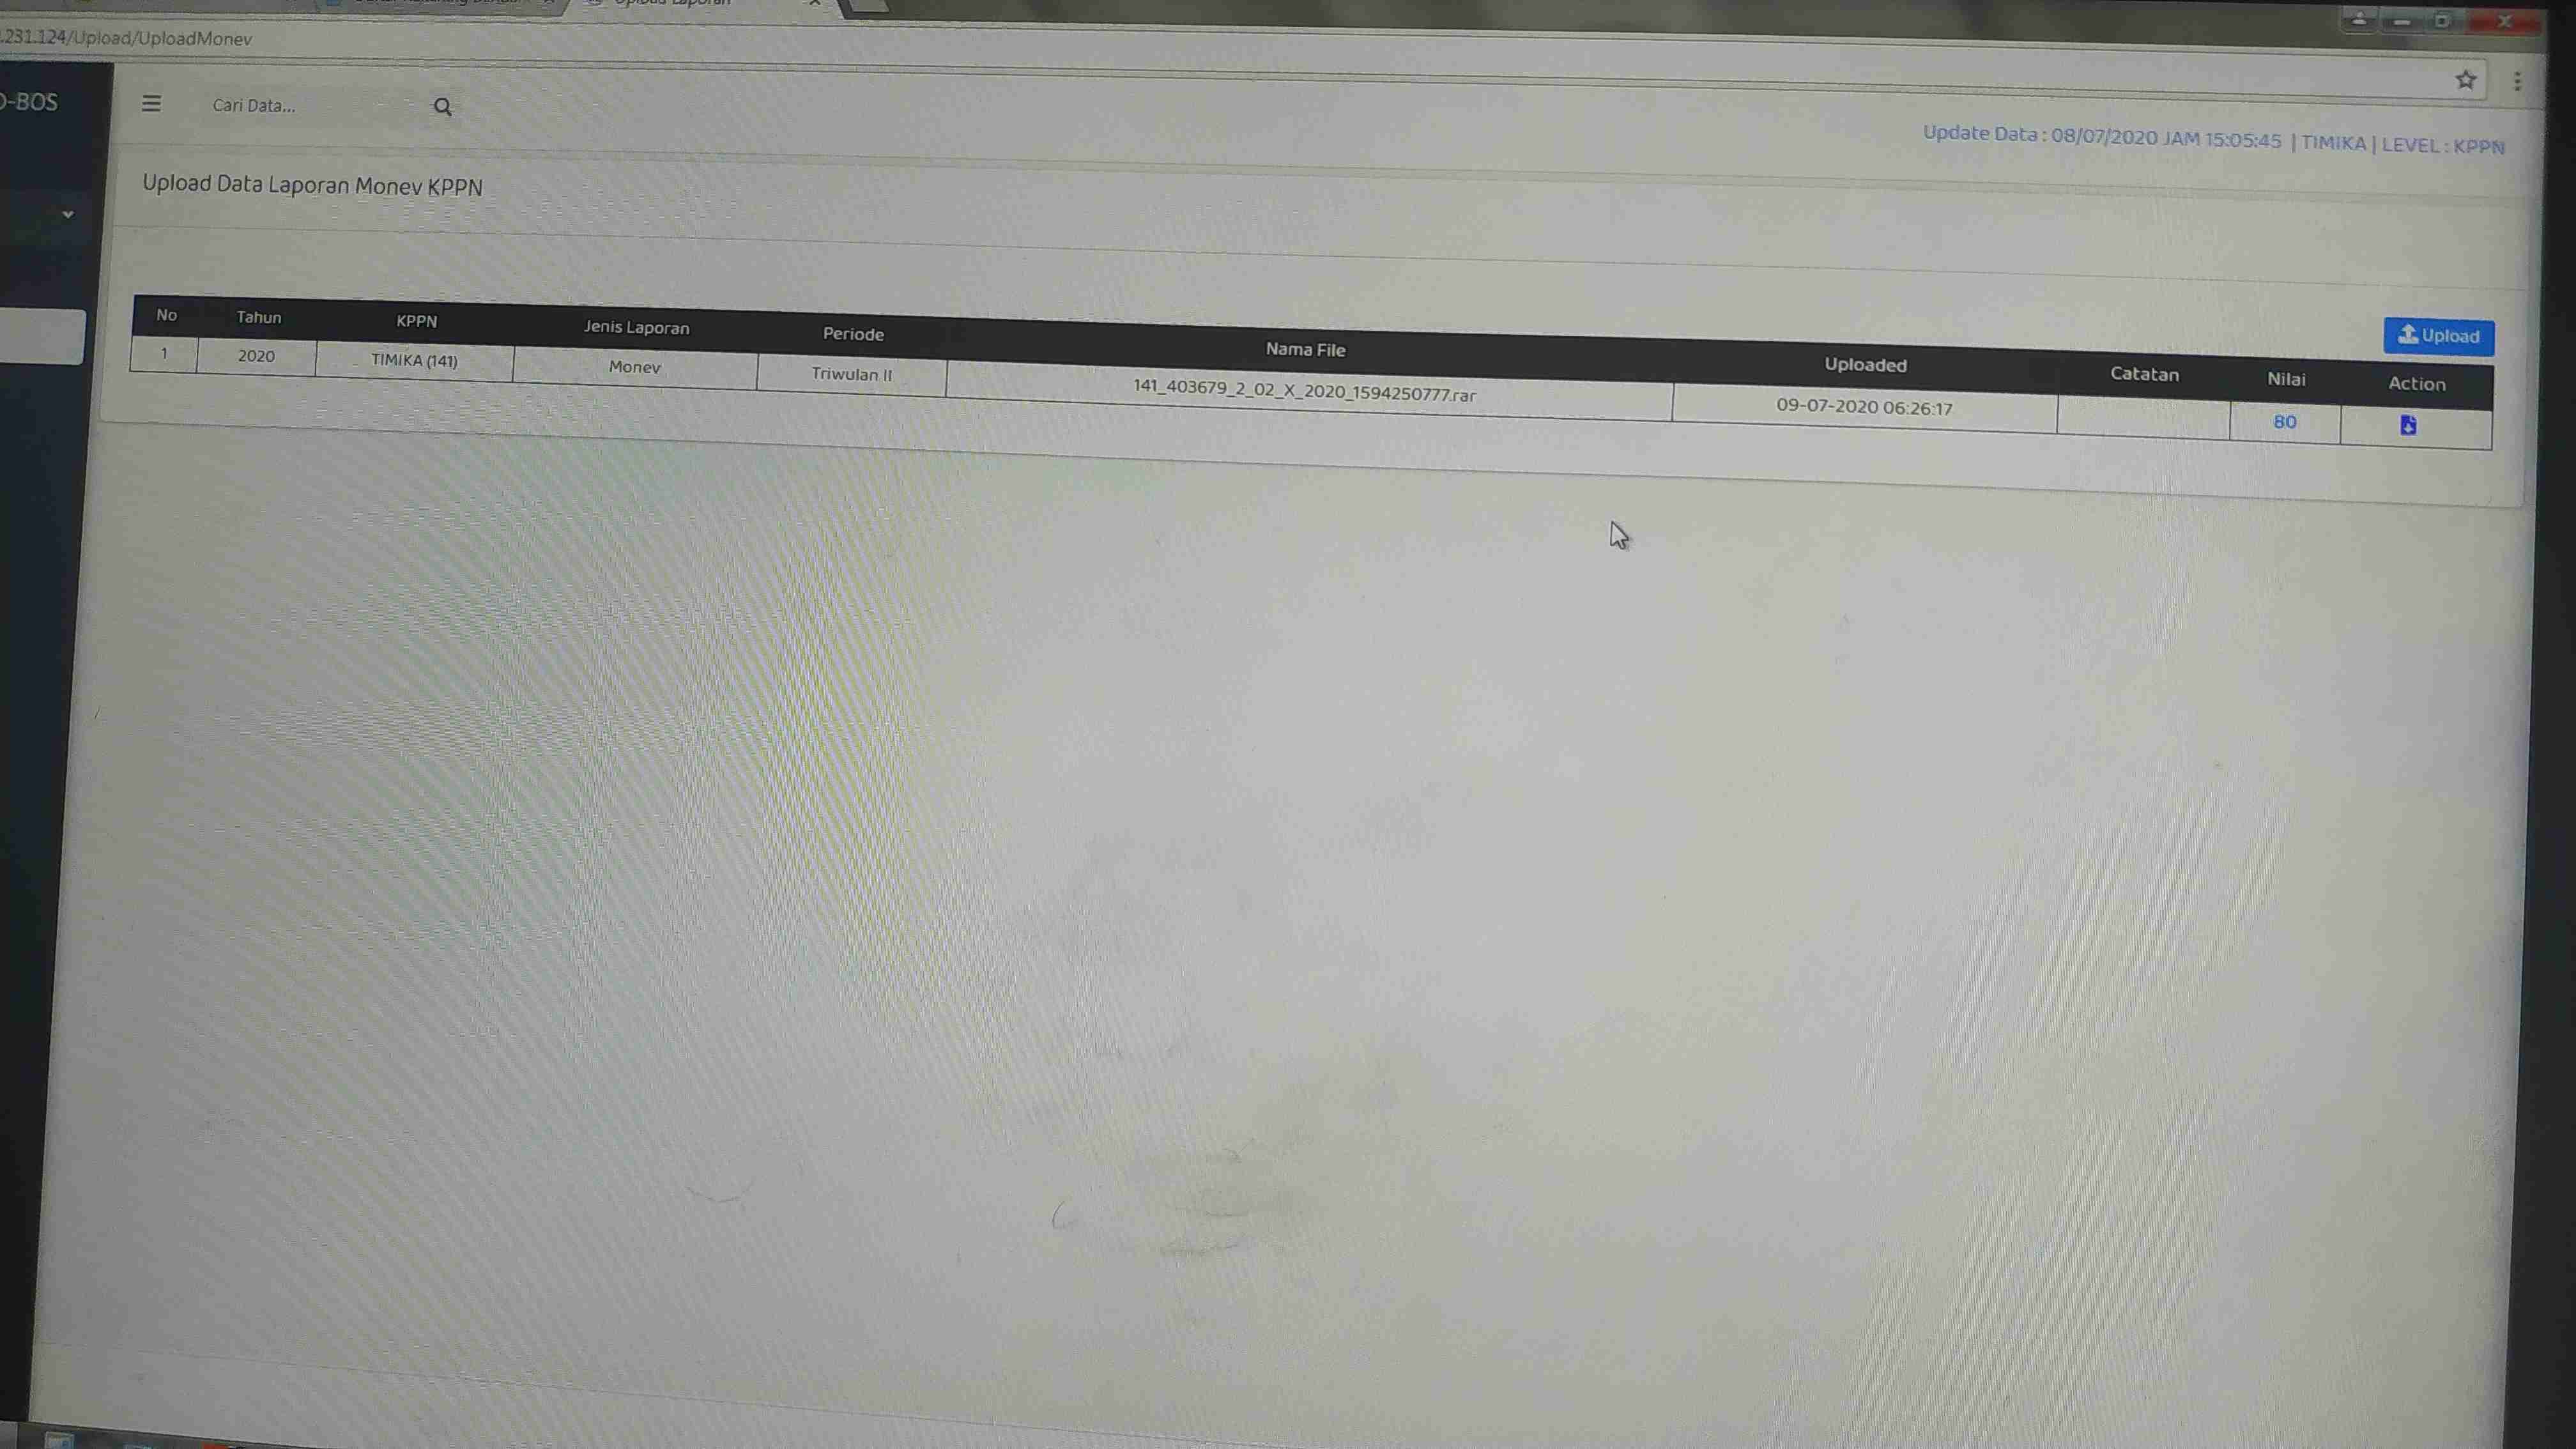 Upload Laporan
.231.124/Upload/UploadMonev
-BOS
Cari Data...
Update Data : 08/07/2020 JAM 15:05:45 | TIMIKA | LEVEL : KPPN
Upload Data Laporan Monev KPPN
Upload
No Tahun KPPN Jenis Laporan Periode Nama File Uploaded Catatan Nilai Action
1 2020 TIMIKA (141) Monev Triwulan II 141_403679_2_02_X_2020_1594250777.rar 09-07-2020 06:26:17 80